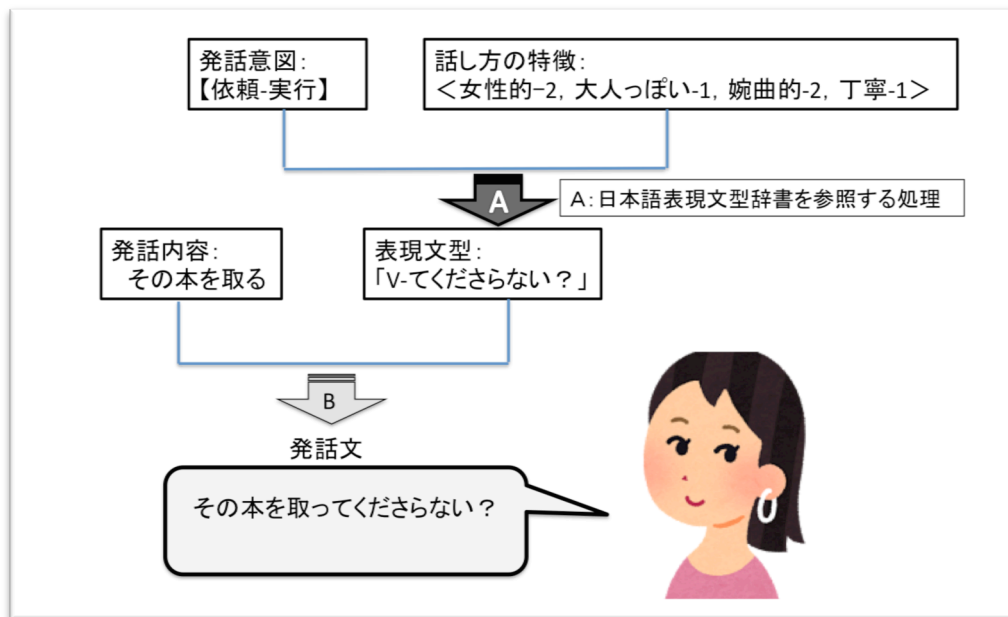 発話意図：
【依頼-実行】
話し方の特徴：
＜女性的−2，大人っぽい-1，婉曲的-2，丁寧-1＞
A
A：日本語表現文型辞書を参照する処理
発話内容：
その本を取る
表現文型：
「V-てくださらない？」
B
発話文
その本を取ってくださらない？